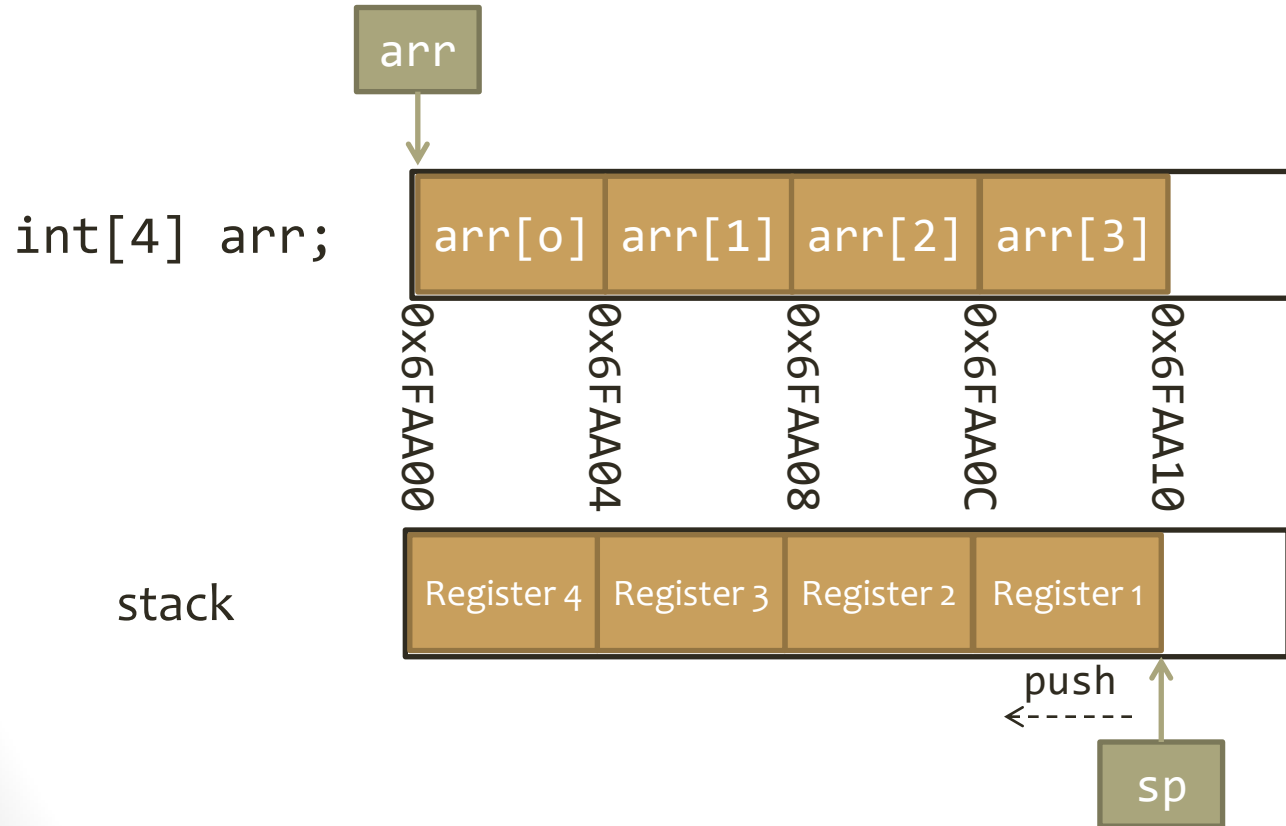 arr
int[4] arr;
arr[o] arr[1] arr[2] arr[3]
0x6FAA00
0x6FAA04
0x6FAA08
0x6FAA0C
0x6FAA10
stack
Register 4 Register 3 Register 2 Register 1
push
sp